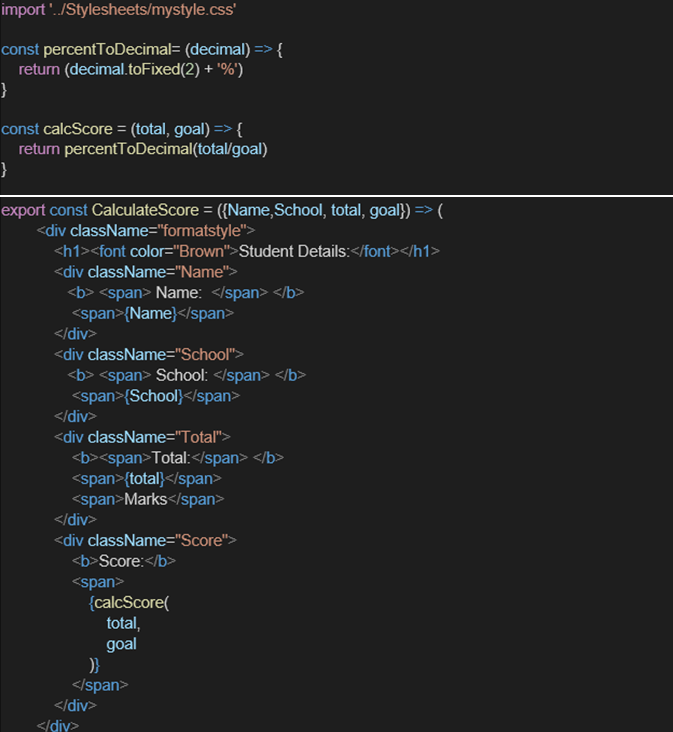 import '../Stylesheets/mystyle.css'
const percentToDecimal= (decimal) => {
return (decimal.toFixed(2) + '%')
}
const calcScore = (total, goal) => {
return percentToDecimal(total/goal)
}
export const CalculateScore = ({Name,School, total, goal}) => (
<div className="formatstyle">
<h1><font color="Brown">Student Details:</font></h1>
<div className="Name">
<b> <span> Name:  </span> </b>
<span>{Name}</span>
</div>
<div className="School">
<b> <span> School: </span> </b>
<span>{School}</span>
</div>
<div className="Total">
<b><span>Total:</span> </b>
<span>{total}</span>
<span>Marks</span>
</div>
<div className="Score">
<b>Score:</b>
<span>
{calcScore(
total,
goal
)}
</span>
</div>
</div>